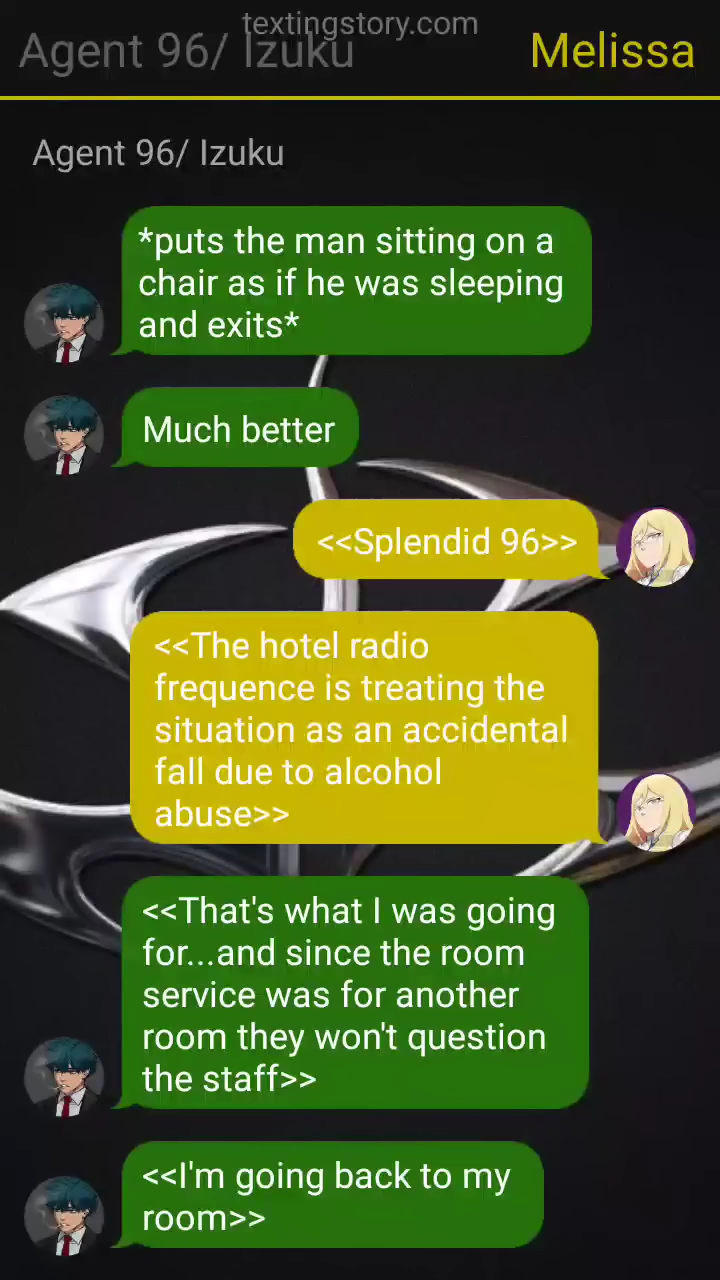 textingstory.com
Agent 96/ Izuku
Melissa
Agent 96/ Izuku
*puts the man sitting on a
chair as if he was sleeping
and exits*
Much better
<<Splendid 96>>
<<The hotel radio
frequence is treating the
situation as an accidental
fall due to alcohol
abuse>>
<<That's what I was going
for...and since the room
service was for another
room they won't question
the staff>>
<<I'm going back to my
room>>